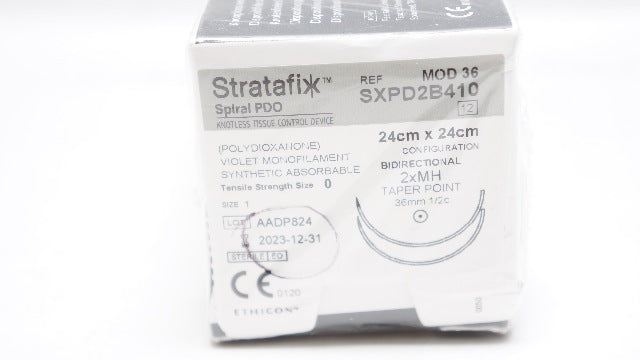 Stratafix™
Spiral PDO
KNOTLESS TISSUE CONTROL DEVICE
REF MOD 36
SXPD2B410
12
24cm x 24cm
CONFIGURATION
BIDIRECTIONAL
2xMH
TAPER POINT
36mm 1/2c
(POLYDIOXANONE)
VIOLET MONOFILAMENT
SYNTHETIC ABSORBABLE
Tensile Strength Size 0
SIZE 1
LOT AADP824
2023-12-31
STERILE EO
CE 0120
ETHICON
CE